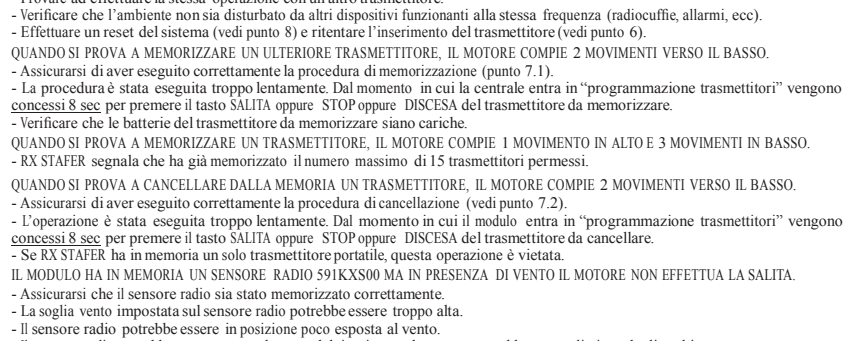 - Provare ad effettuare la stessa operazione con un altro trasmettitore.
- Verificare che l'ambiente non sia disturbato da altri dispositivi funzionanti alla stessa frequenza (radiocuffie, allarmi, ecc).
- Effettuare un reset del sistema (vedi punto 8) e ritentare l'inserimento del trasmettitore (vedi punto 6).
QUANDO SI PROVA A MEMORIZZARE UN ULTERIORE TRASMETTITORE, IL MOTORE COMPIE 2 MOVIMENTI VERSO IL BASSO.
- Assicurarsi di aver eseguito correttamente la procedura di memorizzazione (punto 7.1).
- La procedura è stata eseguita troppo lentamente. Dal momento in cui la centrale entra in “programmazione trasmettitori” vengono
concessi 8 sec per premere il tasto SALITA oppure STOP oppure DISCESA del trasmettitore da memorizzare.
- Verificare che le batterie del trasmettitore da memorizzare siano cariche.
QUANDO SI PROVA A MEMORIZZARE UN TRASMETTITORE, IL MOTORE COMPIE 1 MOVIMENTO IN ALTO E 3 MOVIMENTI IN BASSO.
- RX STAFER segnala che ha già memorizzato il numero massimo di 15 trasmettitori permessi.
QUANDO SI PROVA A CANCELLARE DALLA MEMORIA UN TRASMETTITORE, IL MOTORE COMPIE 2 MOVIMENTI VERSO IL BASSO.
- Assicurarsi di aver eseguito correttamente la procedura di cancellazione (vedi punto 7.2).
- L'operazione è stata eseguita troppo lentamente. Dal momento in cui il modulo entra in “programmazione trasmettitori” vengono
concessi 8 sec per premere il tasto SALITA oppure STOP oppure DISCESA del trasmettitore da cancellare.
- Se RX STAFER ha in memoria un solo trasmettitore portatile, questa operazione è vietata.
IL MODULO HA IN MEMORIA UN SENSORE RADIO 591KXS00 MA IN PRESENZA DI VENTO IL MOTORE NON EFFETTUA LA SALITA.
- Assicurarsi che il sensore radio sia stato memorizzato correttamente.
- La soglia vento impostata sul sensore radio potrebbe essere troppo alta.
- Il sensore radio potrebbe essere in posizione poco esposta al vento.